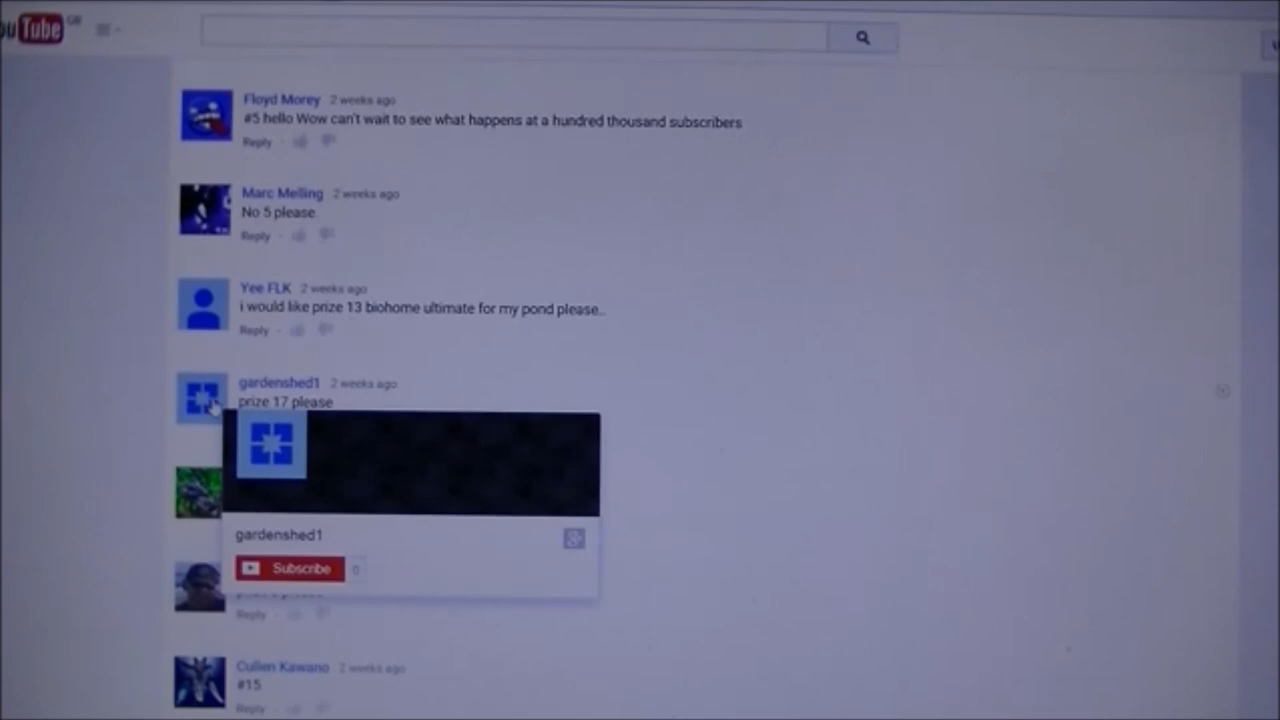 ouTube GB
Floyd Morey 2 weeks ago
#5 hello Wow can't wait to see what happens at a hundred thousand subscribers
Reply
Marc Melling 2 weeks ago
No 5 please.
Reply
Yee FLK 2 weeks ago
i would like prize 13 biohome ultimate for my pond please..
Reply
gardenshed1 2 weeks ago
prize 17 please
gardenshed1
Subscribe 0
Reply
Cullen Kawano 2 weeks ago
#15
Reply